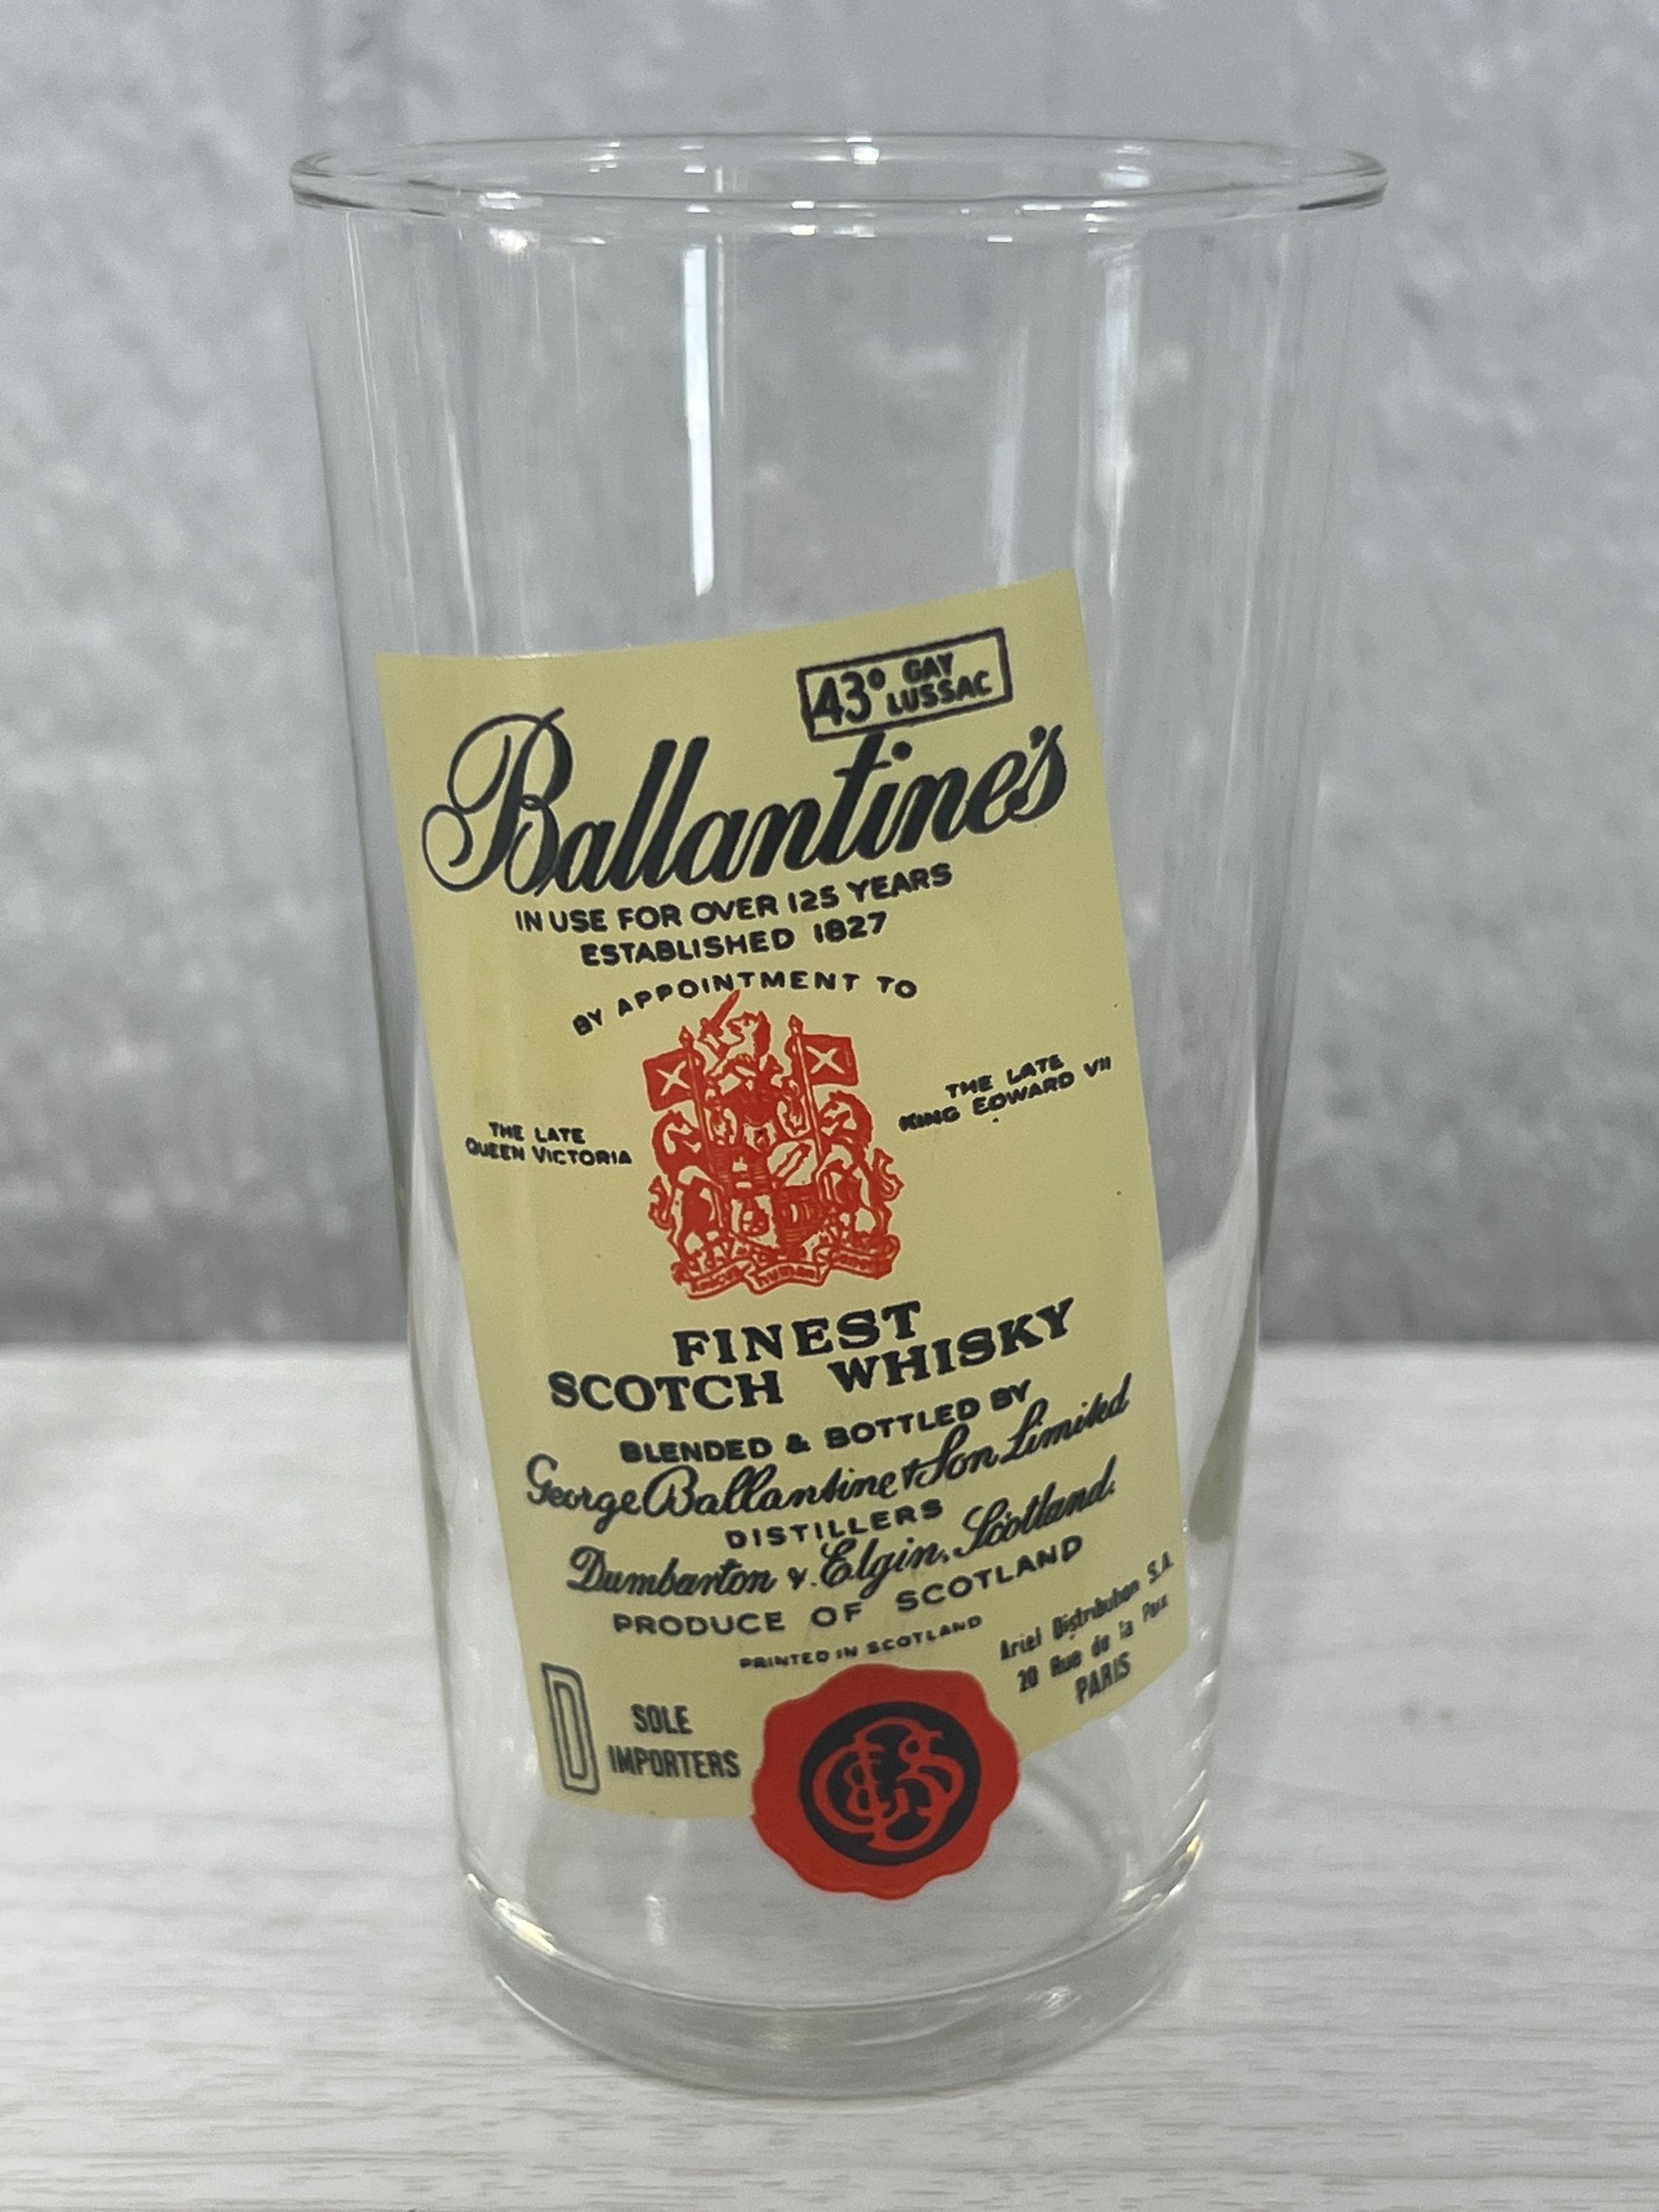 43° GAY
LUSSAC
Ballantine's
IN USE FOR OVER 125 YEARS
ESTABLISHED 1827
BY APPOINTMENT TO
THE LATE
QUEEN VICTORIA
THE LATE
KING EDWARD VII
FINEST
SCOTCH WHISKY
BLENDED & BOTTLED BY
George Ballantine & Son Limited
DISTILLERS
Dumbarton & Elgin, Scotland.
PRODUCE OF SCOTLAND
PRINTED IN SCOTLAND
D
SOLE
IMPORTERS
Ariel Distribution S.A.
20 Rue de la Paix
PARIS